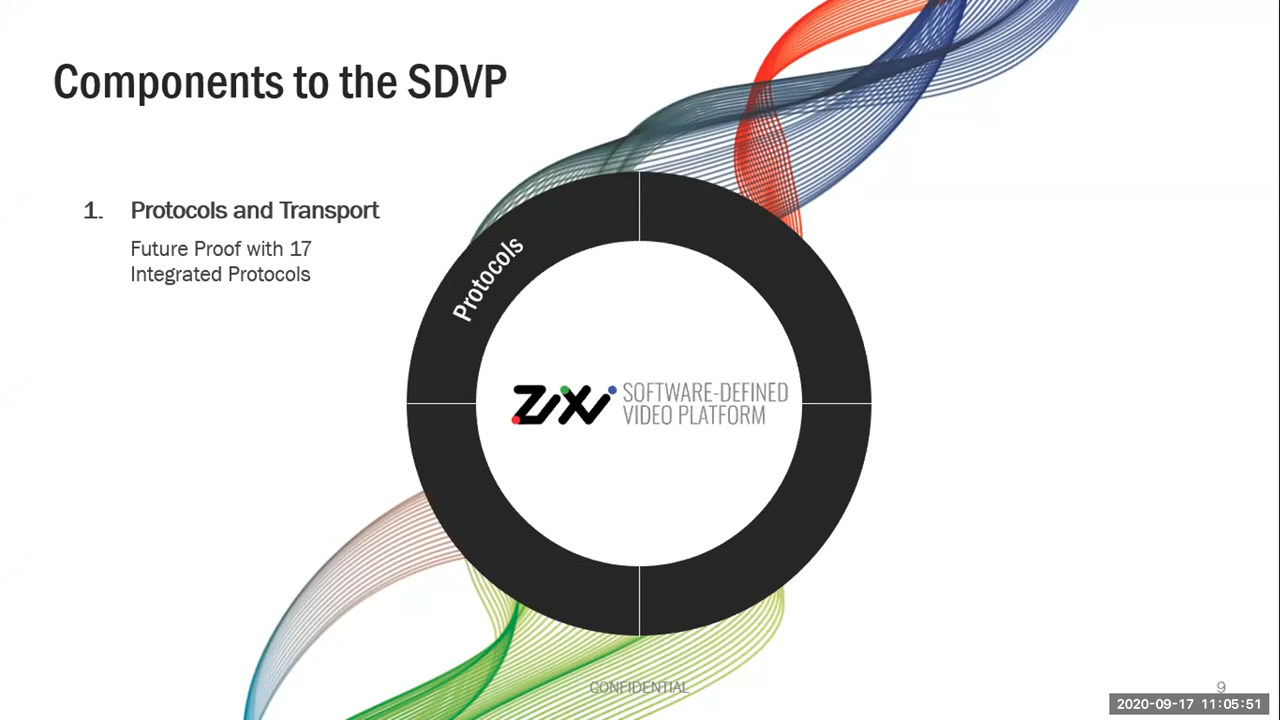 Components to the SDVP
1. Protocols and Transport
Future Proof with 17
Integrated Protocols
Protocols
ZiXi SOFTWARE-DEFINED
VIDEO PLATFORM
CONFIDENTIAL
9
2020-09-17 11:05:51